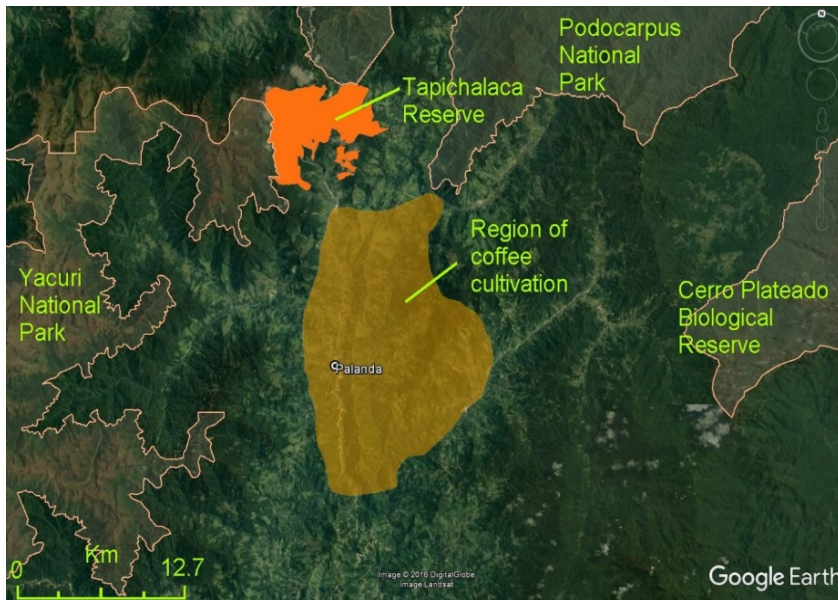 N
Podocarpus
National
Park
Tapichalaca
Reserve
Region of
coffee
cultivation
Yacuri
National
Park
Cerro Plateado
Biological
Reserve
Palanda
Km
0 12.7
Image © 2016 DigitalGlobe
Image Landsat
Google Earth